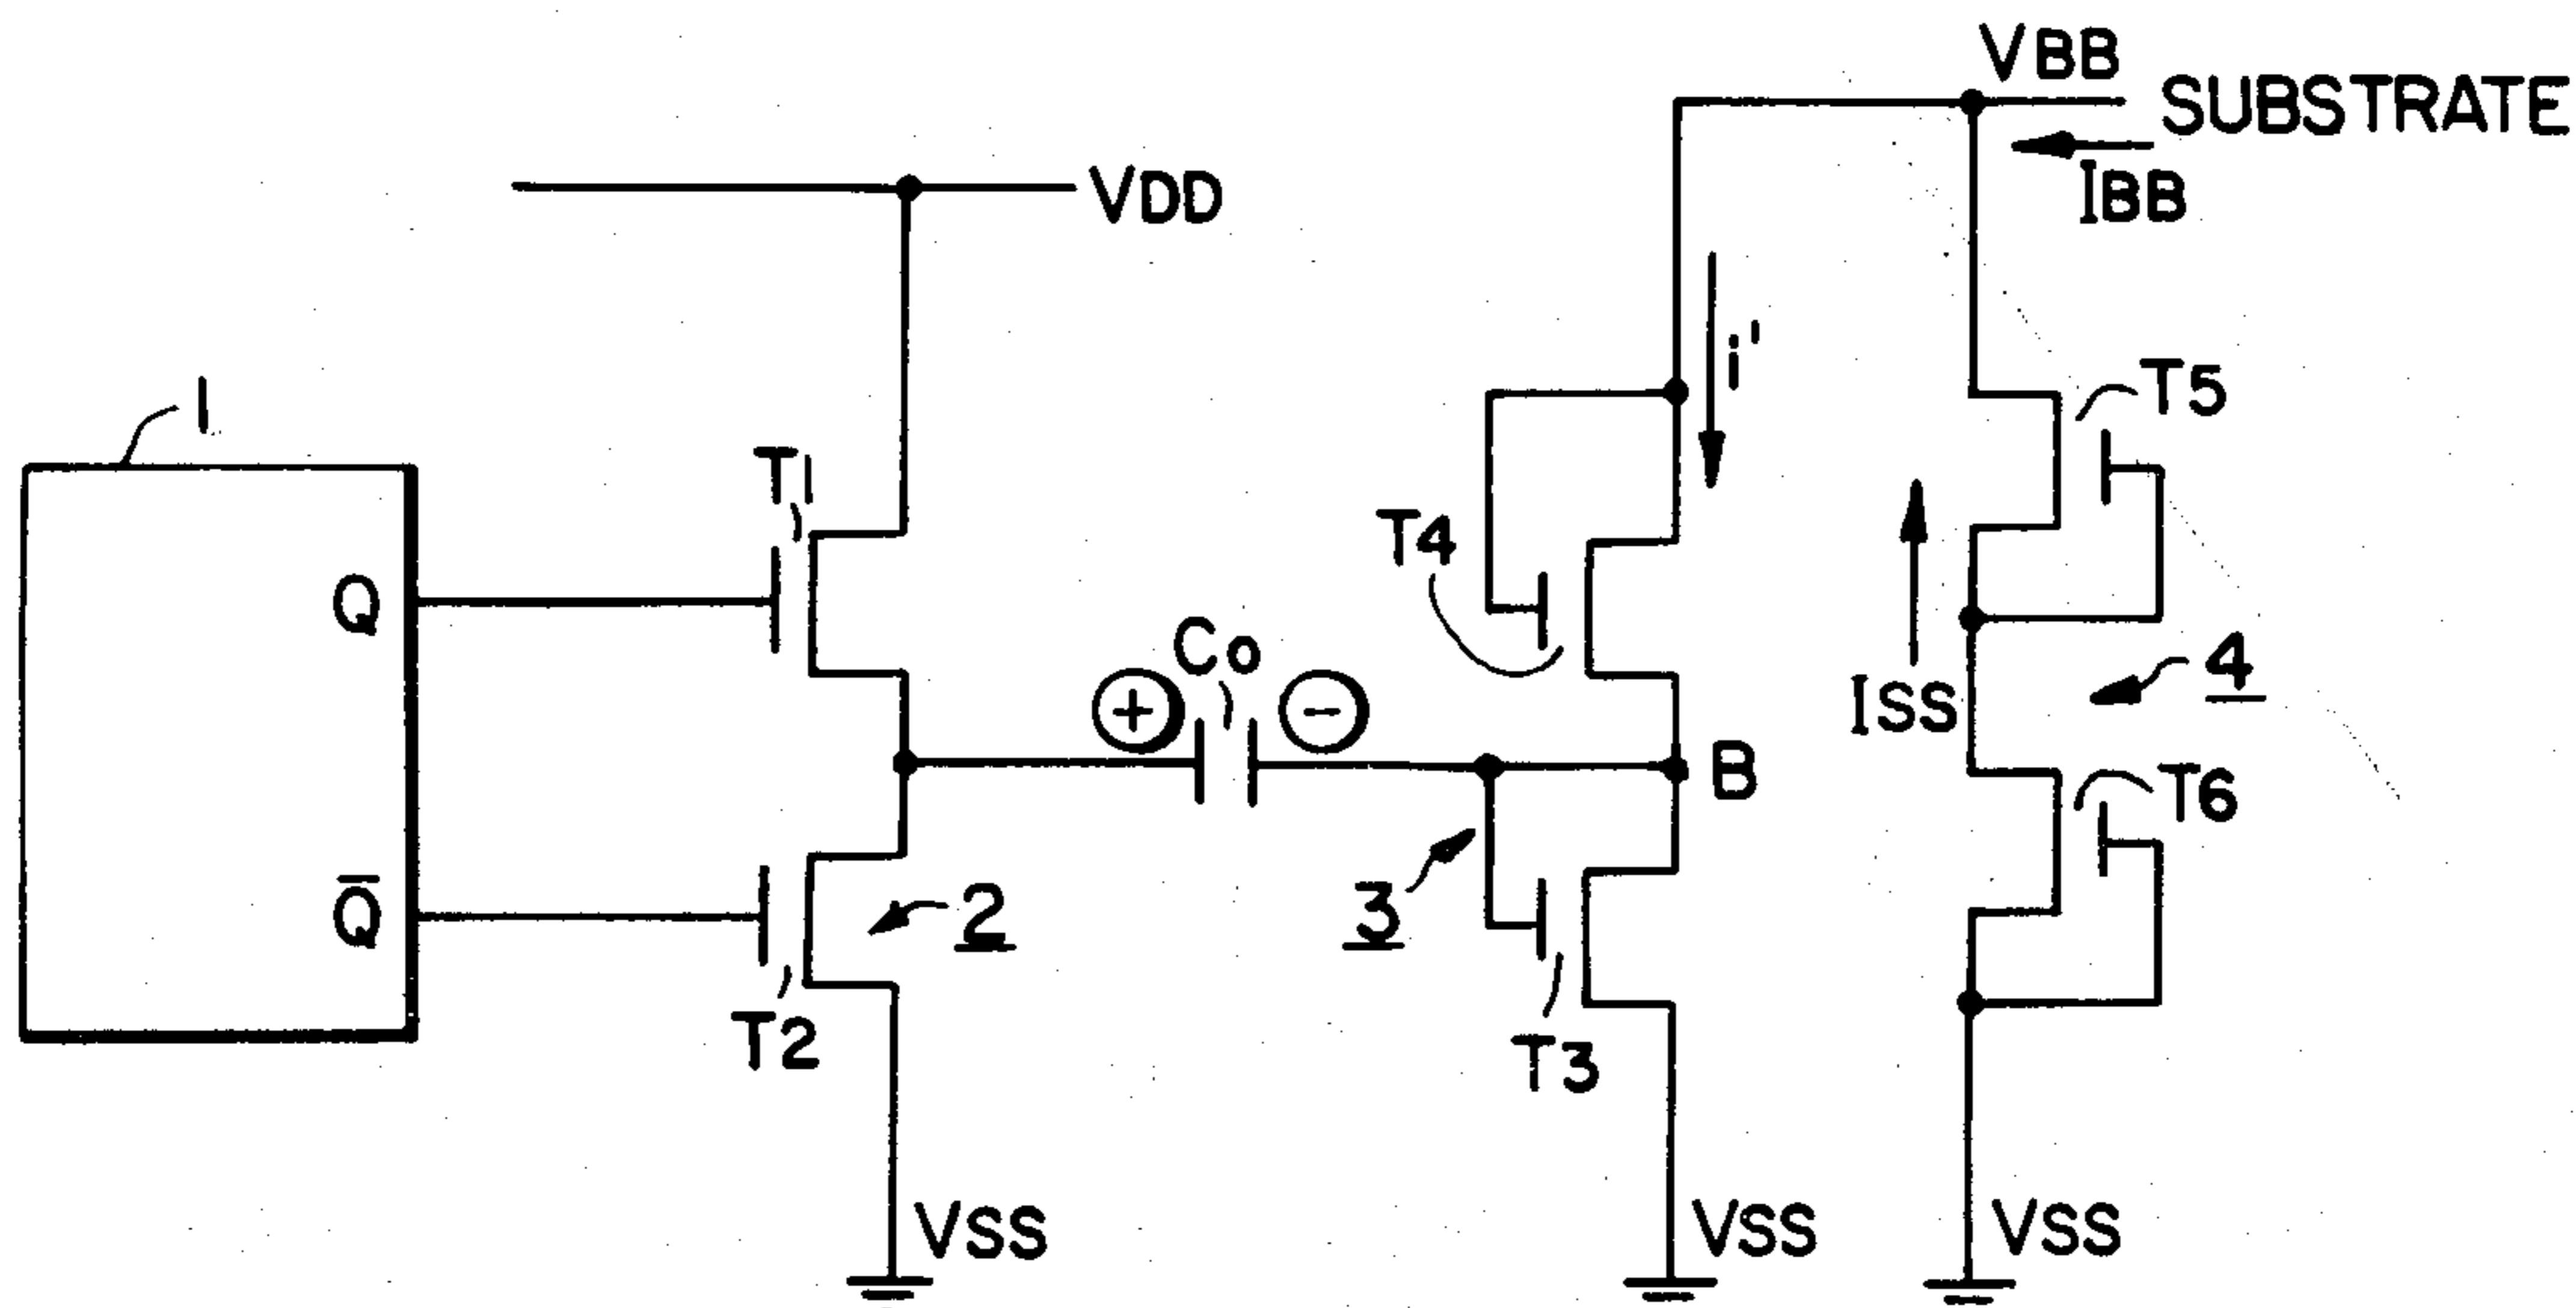 VBB
SUBSTRATE
IBB
VDD
i'
1
T1
T5
T4
Q
Co
+
−
4
ISS
B
T6
Q̅
2
3
T2
T3
VSS
VSS
VSS